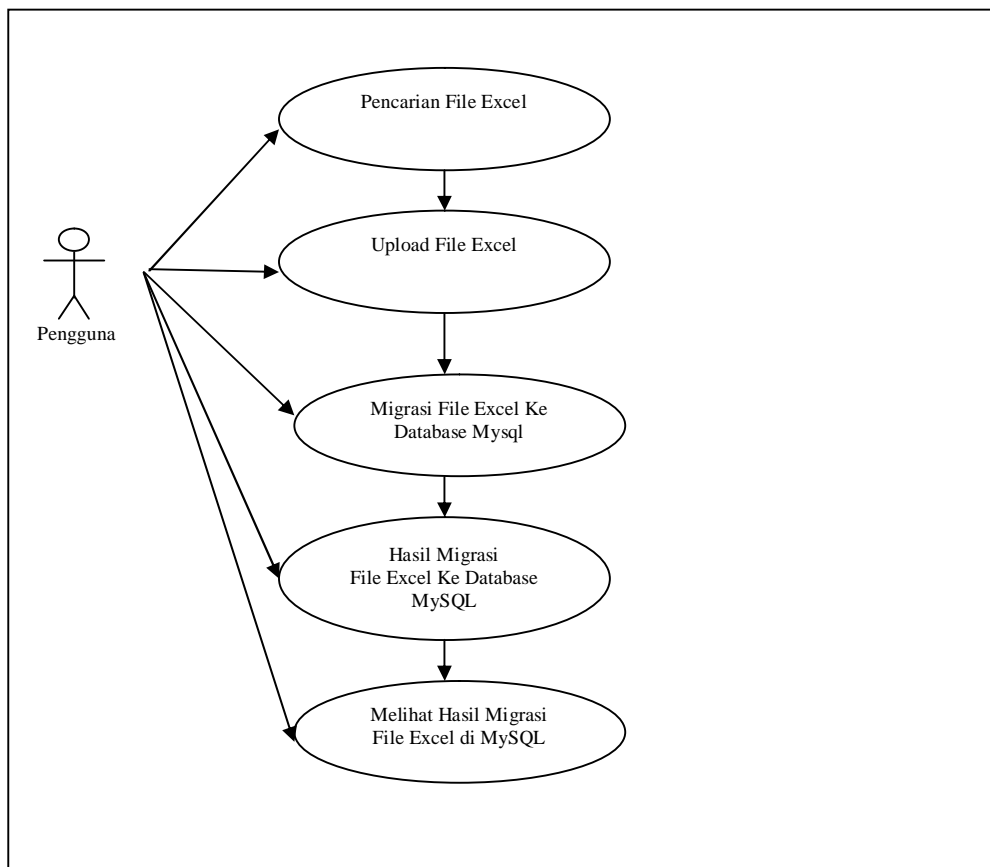 Pencarian File Excel
Upload File Excel
Pengguna
Migrasi File Excel Ke
Database Mysql
Hasil Migrasi
File Excel Ke Database
MySQL
Melihat Hasil Migrasi
File Excel di MySQL